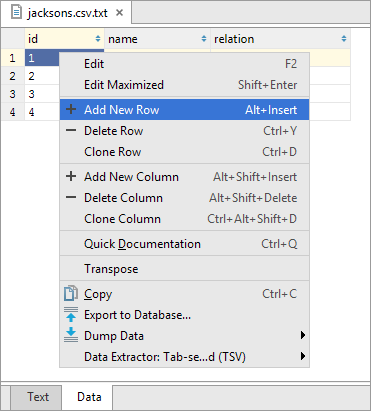 jacksons.csv.txt
id name relation
1 1
2 2
3 3
4 4
Edit F2
Edit Maximized Shift+Enter
Add New Row Alt+Insert
Delete Row Ctrl+Y
Clone Row Ctrl+D
Add New Column Alt+Shift+Insert
Delete Column Alt+Shift+Delete
Clone Column Ctrl+Alt+Shift+D
Quick Documentation Ctrl+Q
Transpose
Copy Ctrl+C
Export to Database...
Dump Data
Data Extractor: Tab-se...d (TSV)
Text Data